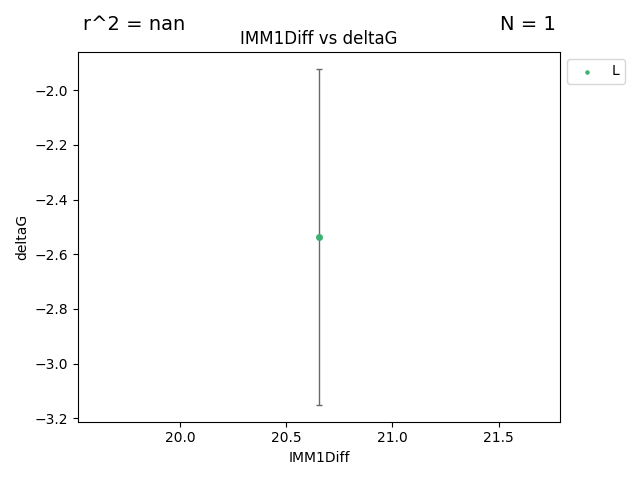 r^2 = nan
N = 1
IMM1Diff vs deltaG
L
−2.0
−2.2
−2.4
−2.6
−2.8
−3.0
−3.2
deltaG
20.0
20.5
21.0
21.5
IMM1Diff